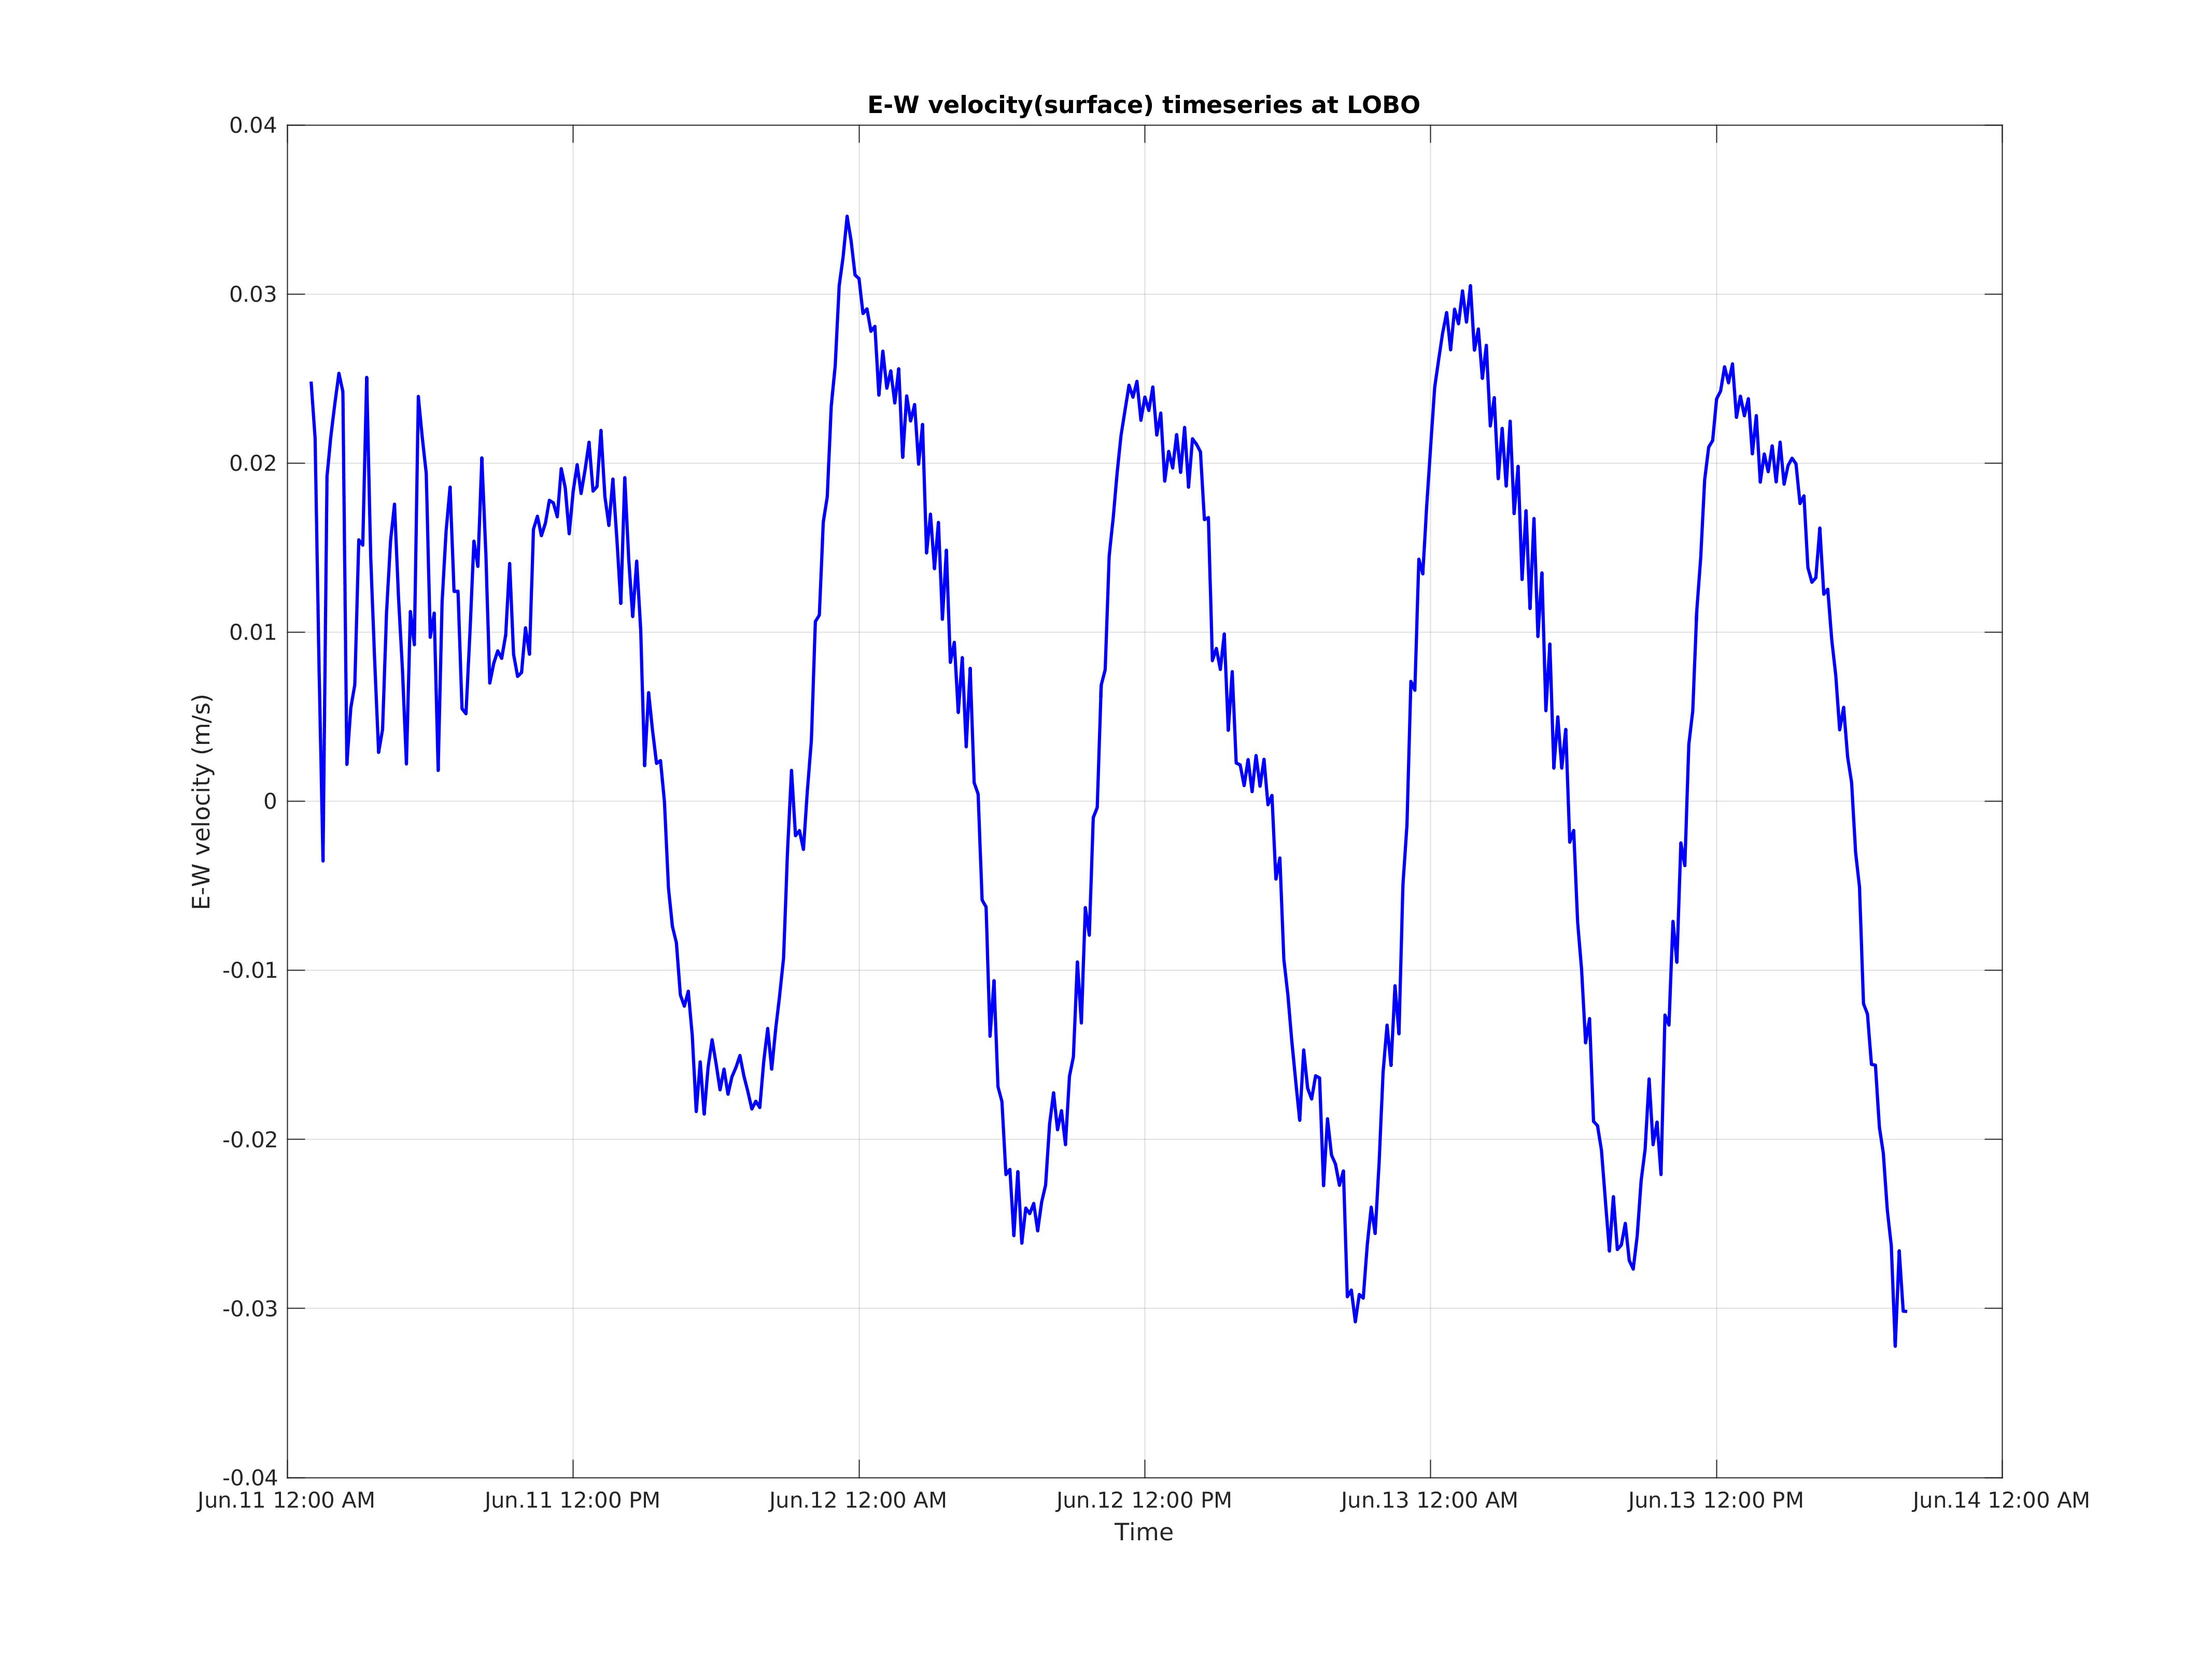 E-W velocity(surface) timeseries at LOBO
0.04
0.03
0.02
0.01
0
-0.01
-0.02
-0.03
-0.04
E-W velocity (m/s)
Jun.11 12:00 AM Jun.11 12:00 PM Jun.12 12:00 AM Jun.12 12:00 PM Jun.13 12:00 AM Jun.13 12:00 PM Jun.14 12:00 AM
Time